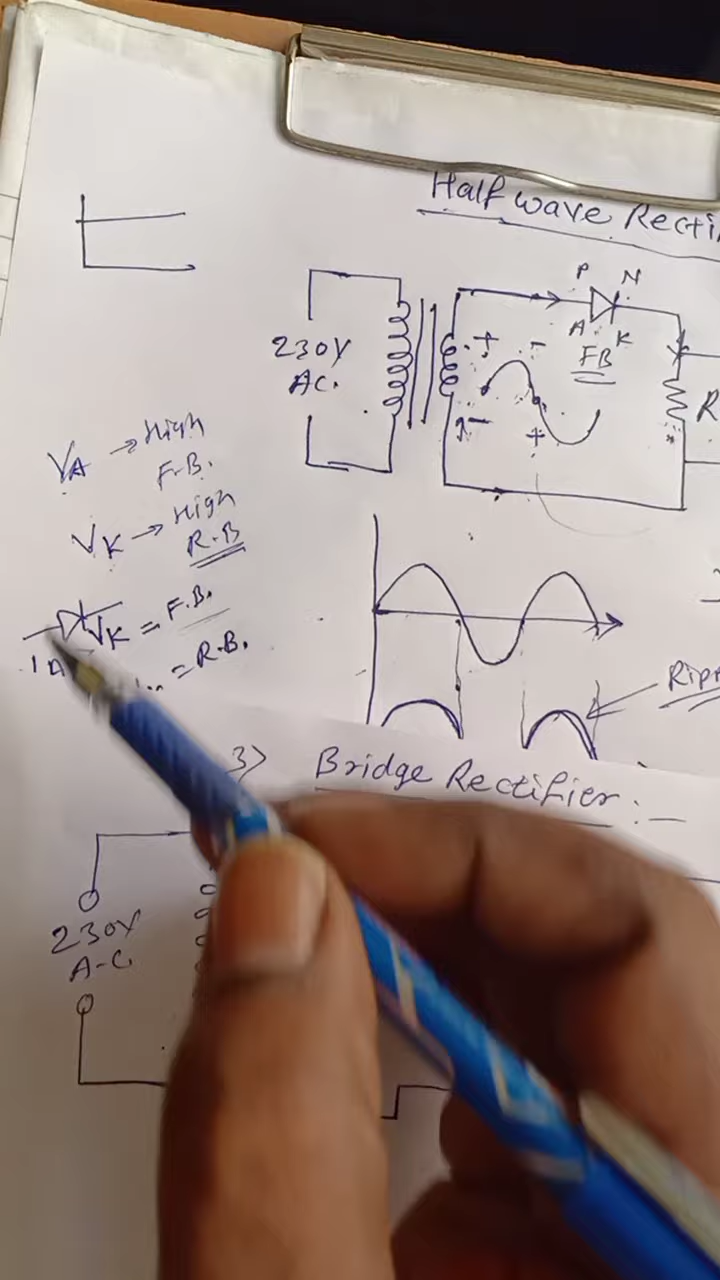 Half wave Recti
P N
A K
FB
+ -
- +
230V
AC.
R
VA → High
F.B.
VK → High
R.B
VK = F.B.
= R.B.
Ripp
3) Bridge Rectifier :-
230V
A-C